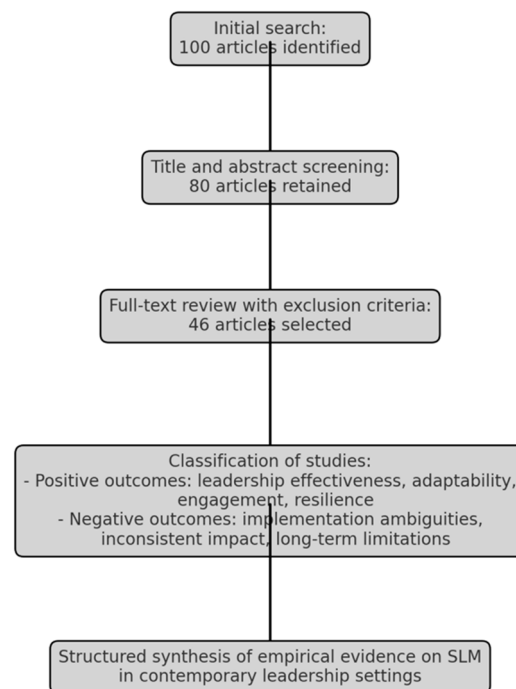 Initial search:
100 articles identified
Title and abstract screening:
80 articles retained
Full-text review with exclusion criteria:
46 articles selected
Classification of studies:
- Positive outcomes: leadership effectiveness, adaptability,
engagement, resilience
- Negative outcomes: implementation ambiguities,
inconsistent impact, long-term limitations
Structured synthesis of empirical evidence on SLM
in contemporary leadership settings